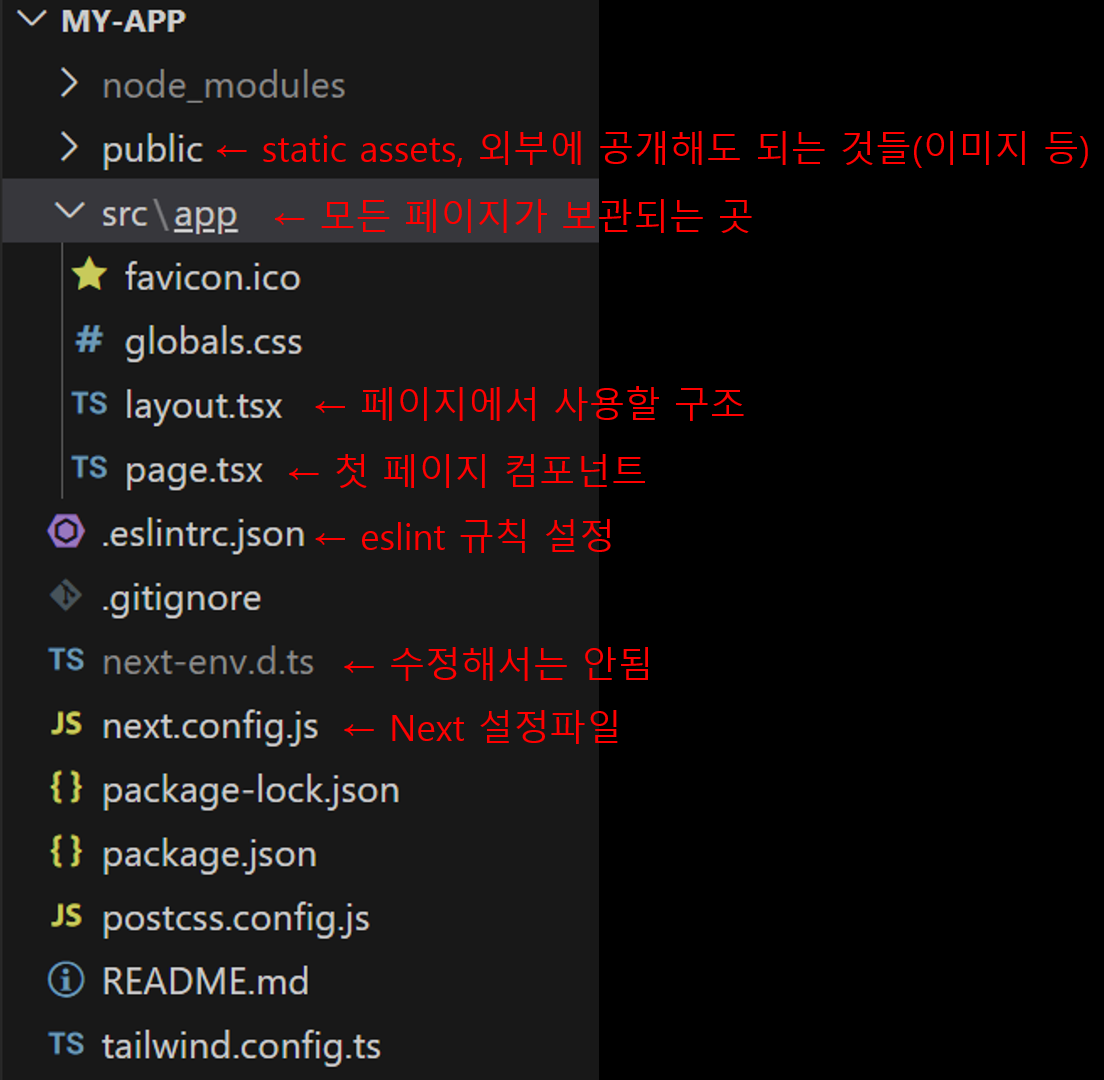 MY-APP
node_modules
public ← static assets, 외부에 공개해도 되는 것들(이미지 등)
src\app ← 모든 페이지가 보관되는 곳
favicon.ico
# globals.css
TS layout.tsx ← 페이지에서 사용할 구조
TS page.tsx ← 첫 페이지 컴포넌트
.eslintrc.json ← eslint 규칙 설정
.gitignore
TS next-env.d.ts ← 수정해서는 안됨
JS next.config.js ← Next 설정파일
{} package-lock.json
{} package.json
JS postcss.config.js
README.md
TS tailwind.config.ts